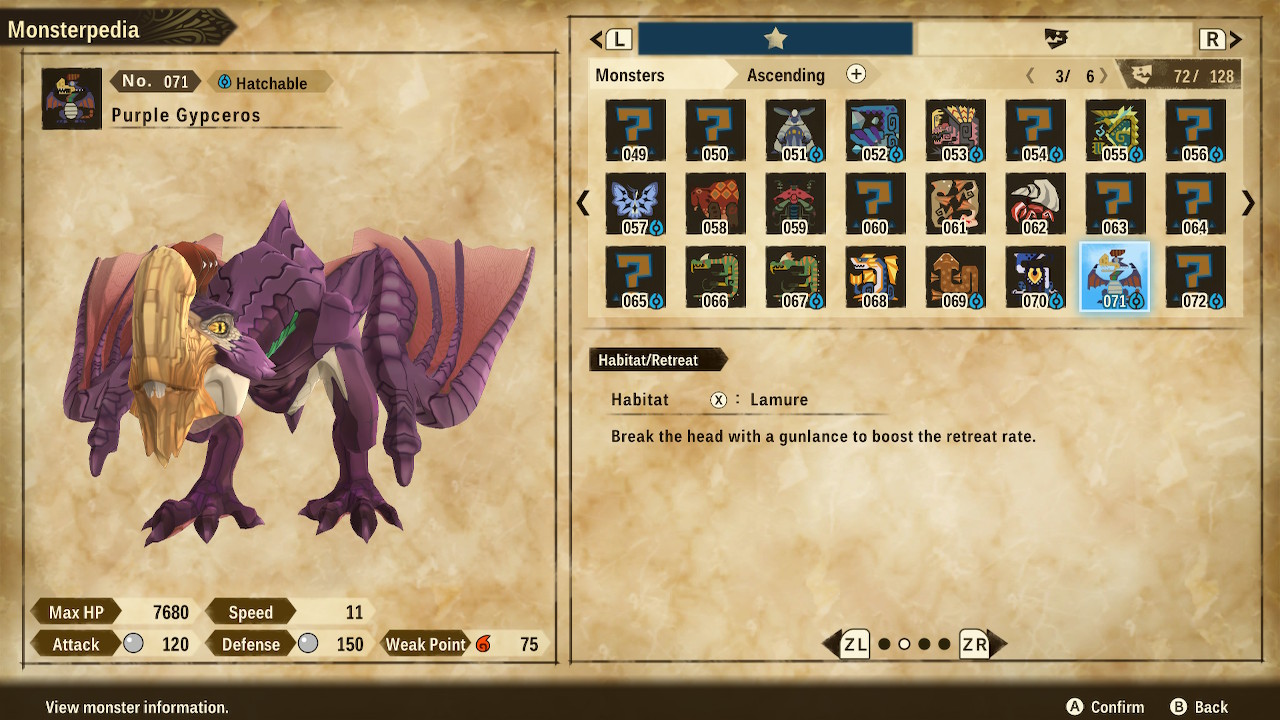 Monsterpedia
No. 071 Hatchable
Purple Gypceros
L R
Monsters Ascending + 3/ 6 72/ 128
? 049 ? 050 051 052 053 ? 054 055 ? 056
057 058 059 ? 060 061 062 ? 063 ? 064
? 065 066 067 068 069 070 071 ? 072
Habitat/Retreat
Habitat X : Lamure
Break the head with a gunlance to boost the retreat rate.
Max HP 7680 Speed 11
Attack 120 Defense 150 Weak Point 75
ZL ZR
View monster information.
A Confirm B Back